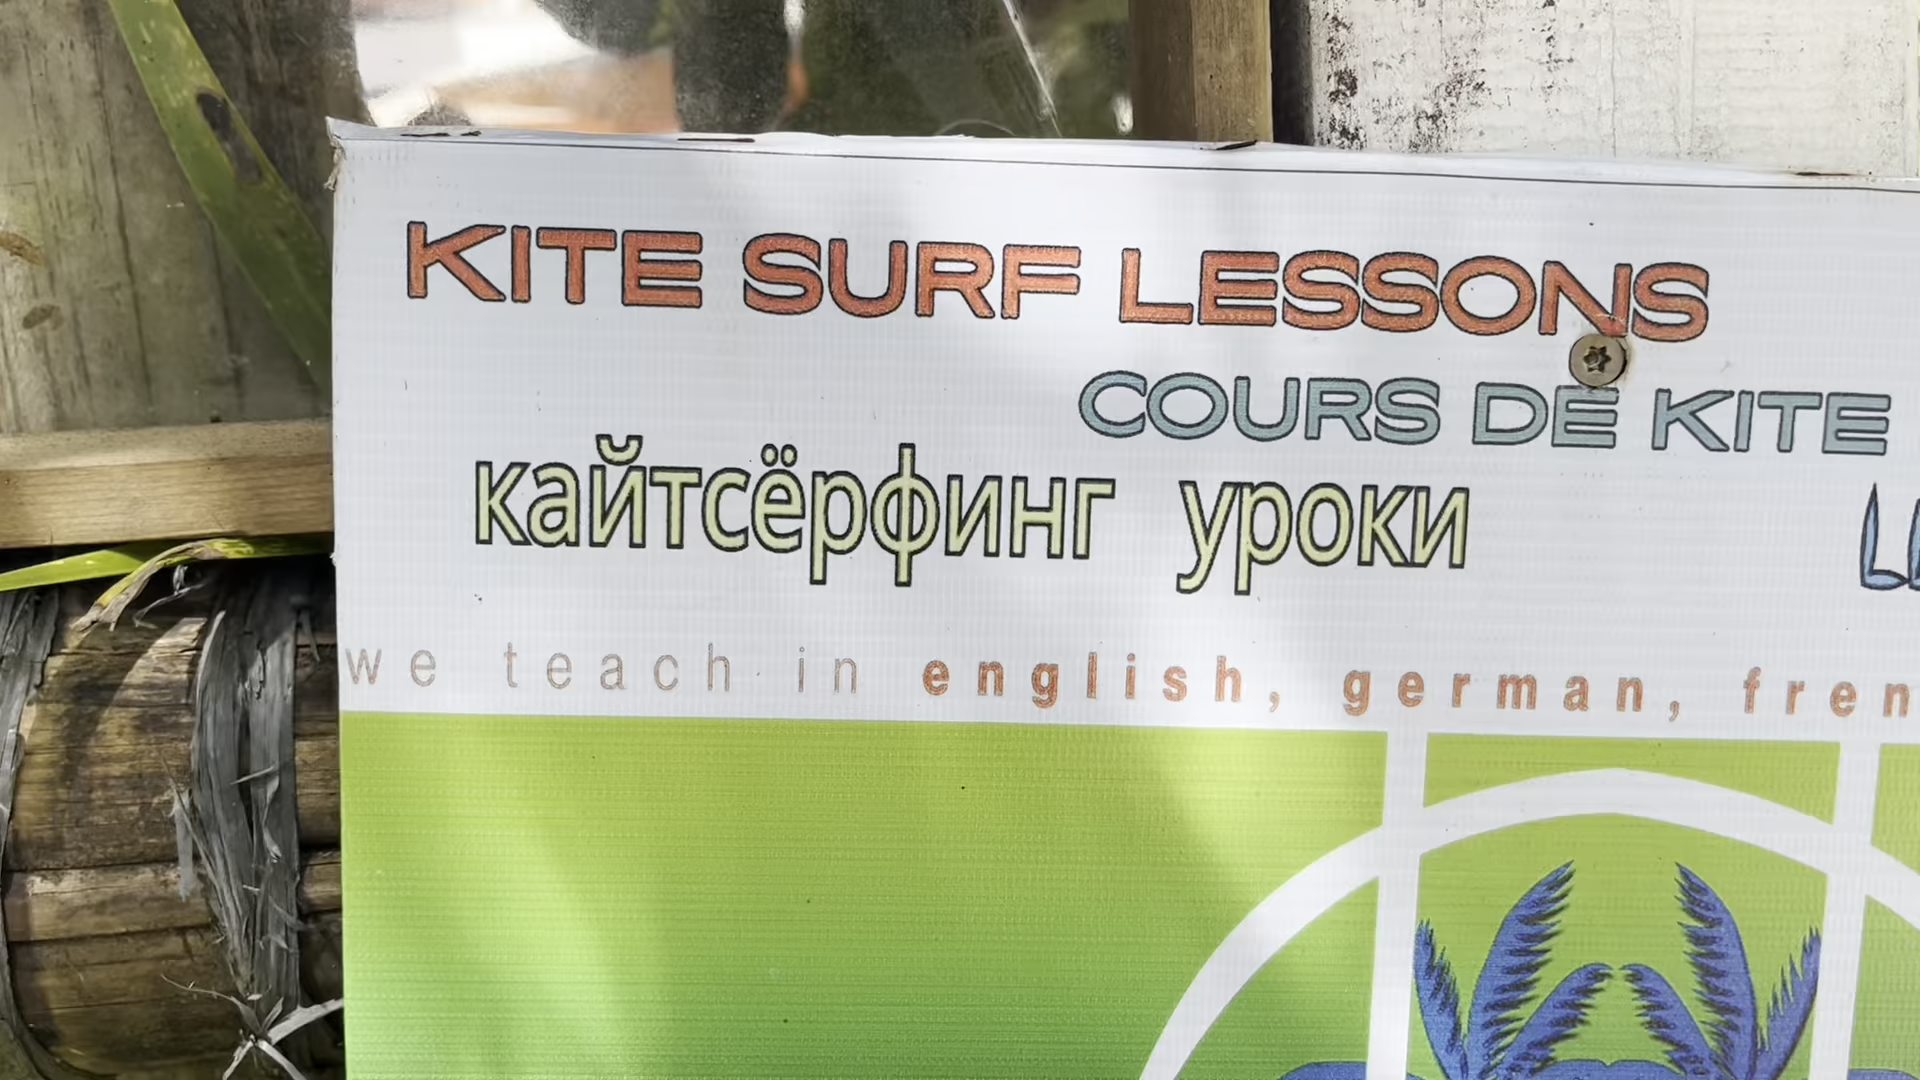 KITE SURF LESSONS
COURS DE KITE
кайтсёрфинг уроки
we teach in english, german,